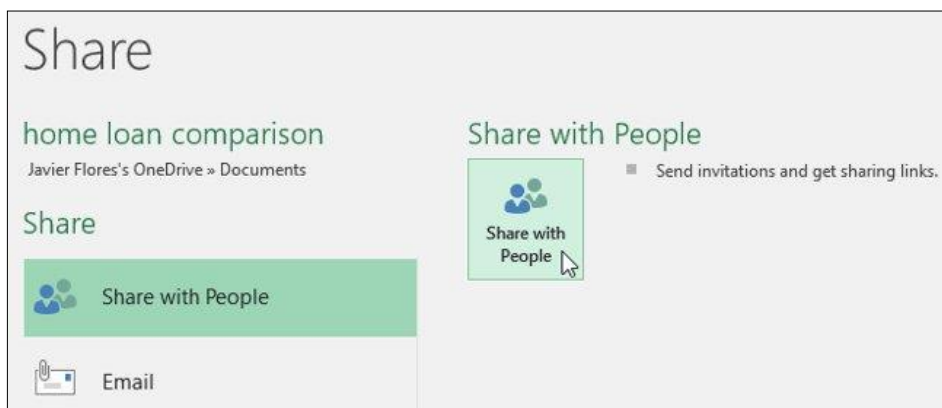 Share
home loan comparison
Javier Flores's OneDrive » Documents
Share
Share with People
Email
Share with People
Share with
People
Send invitations and get sharing links.